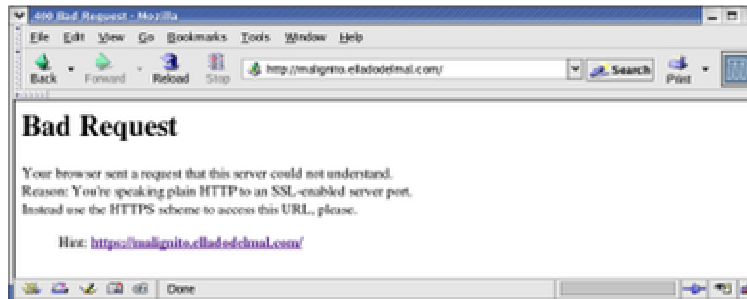 400 Bad Request - Mozilla
File Edit View Go Bookmarks Tools Window Help
Back Forward Reload Stop http://malignito.elladodelmal.com/ Search Print
Bad Request
Your browser sent a request that this server could not understand.
Reason: You're speaking plain HTTP to an SSL-enabled server port.
Instead use the HTTPS scheme to access this URL, please.
Hint: https://malignito.elladodelmal.com/
Done